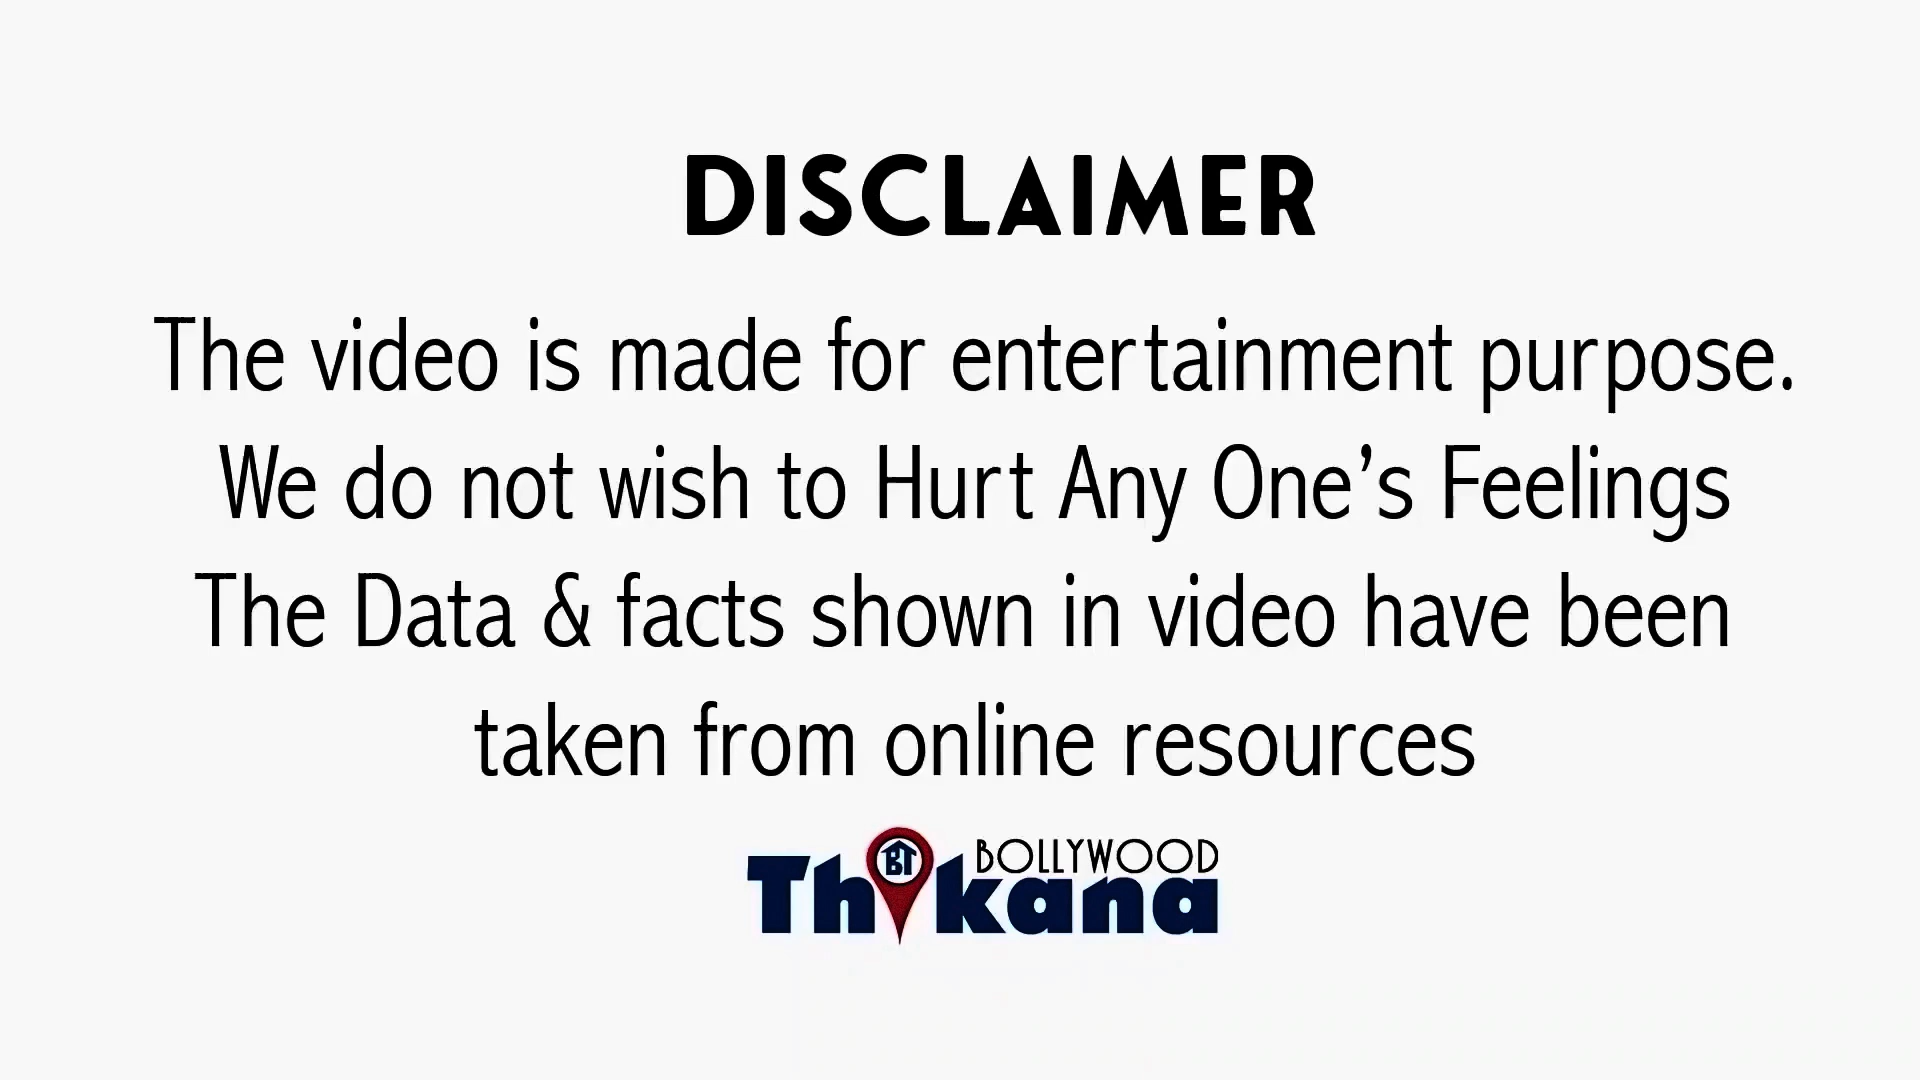 DISCLAIMER
The video is made for entertainment purpose.
We do not wish to Hurt Any One’s Feelings
The Data & facts shown in video have been
taken from online resources
BOLLYWOOD
BT
Thikana